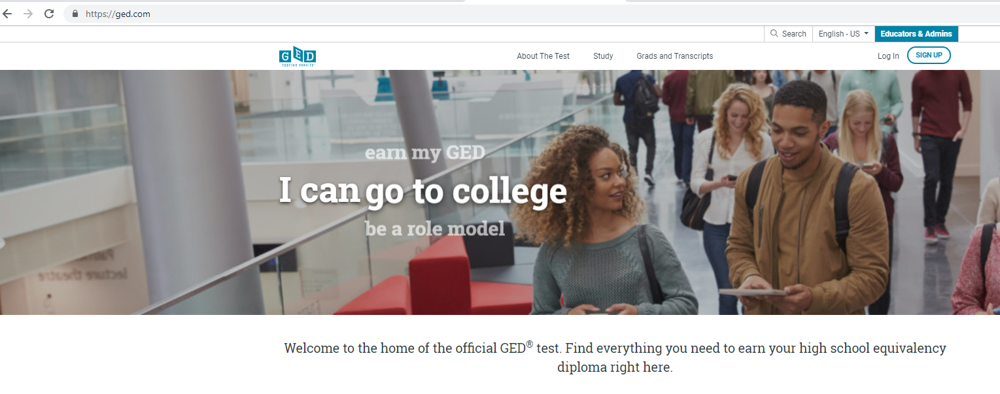 https://ged.com
Search
English - US
Educators & Admins
GED
TESTING SERVICE
About The Test
Study
Grads and Transcripts
Log In
SIGN UP
earn my GED
I can go to college
be a role model
lecture theatre
Welcome to the home of the official GED® test. Find everything you need to earn your high school equivalency
diploma right here.